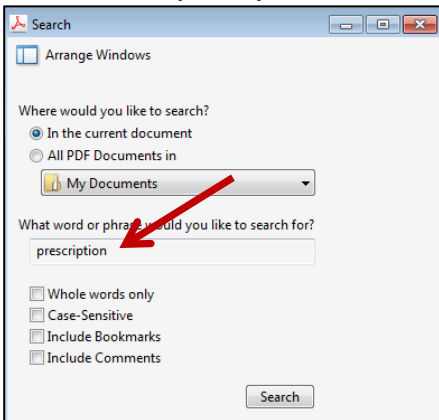 Search
Arrange Windows
Where would you like to search?
In the current document
All PDF Documents in
My Documents
What word or phrase would you like to search for?
prescription
Whole words only
Case-Sensitive
Include Bookmarks
Include Comments
Search